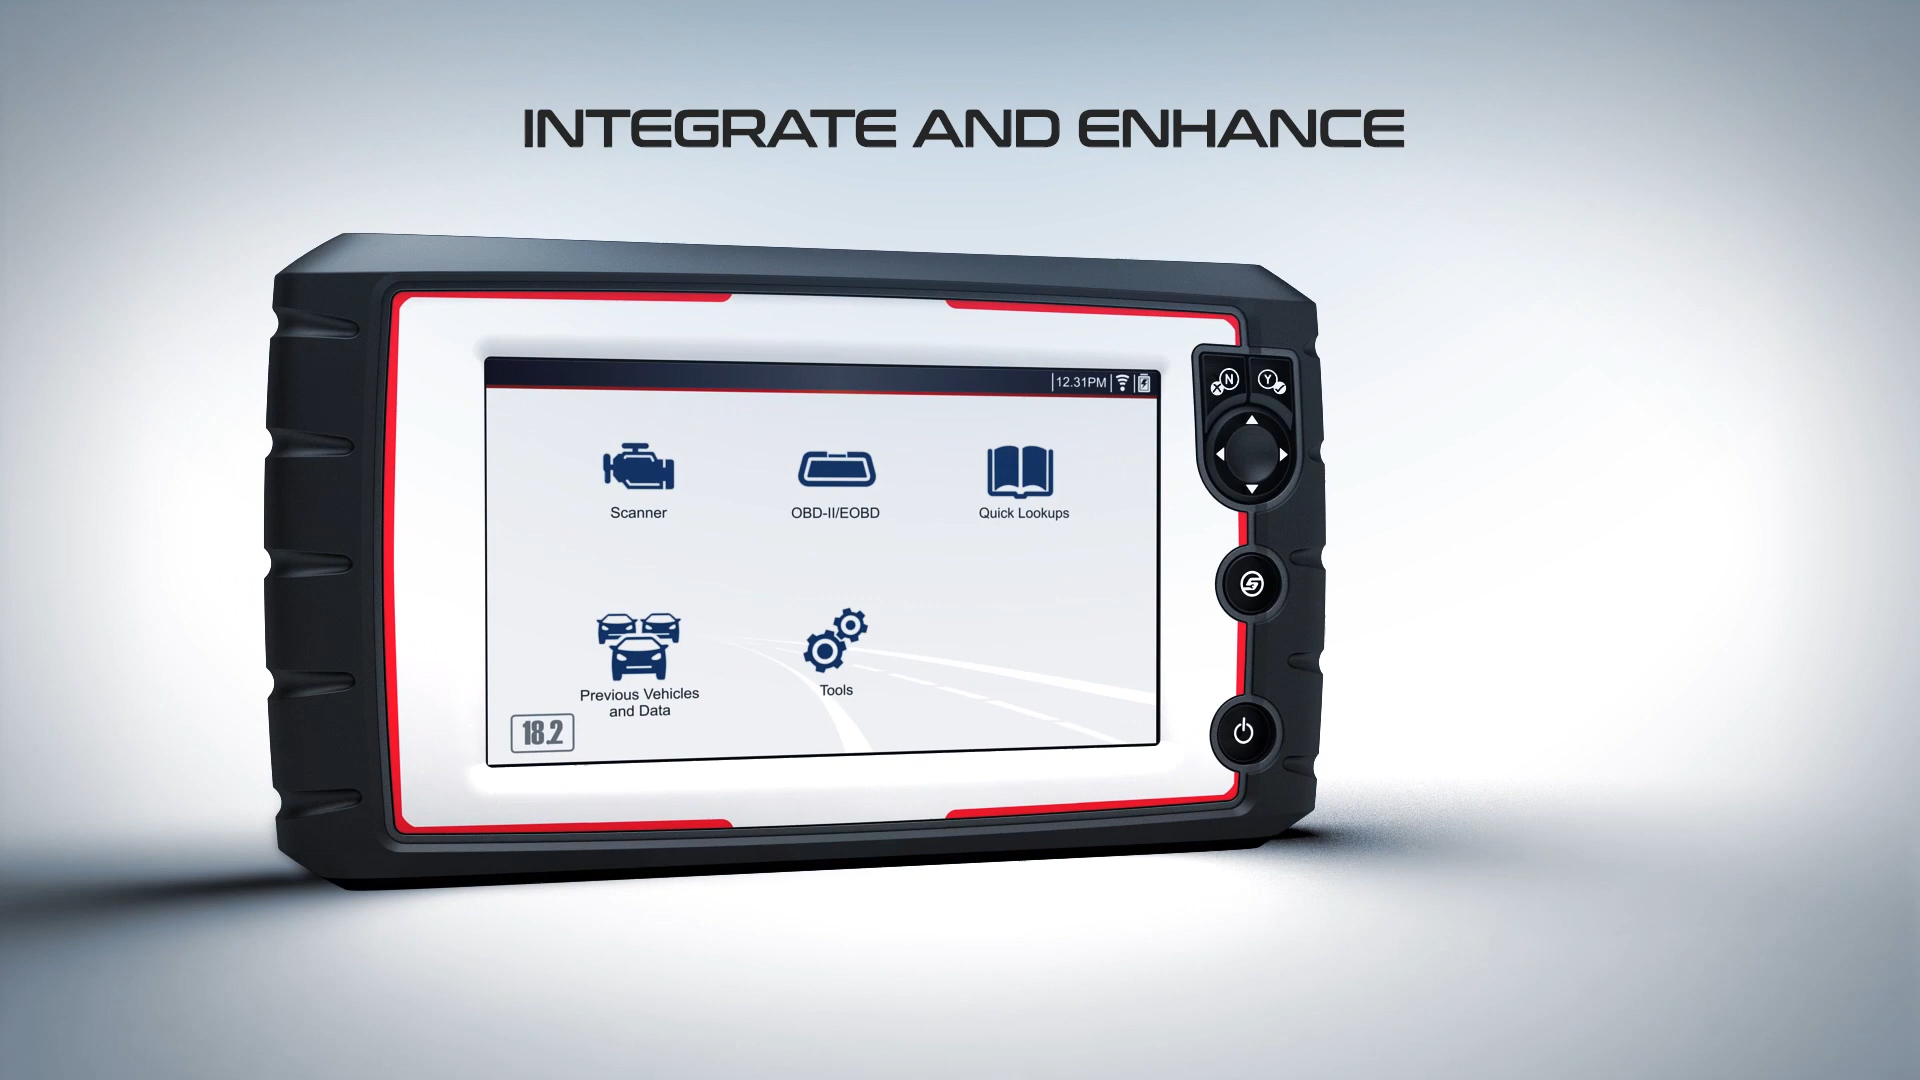 INTEGRATE AND ENHANCE
12.31PM
N
Y
Scanner
OBD-II/EOBD
Quick Lookups
Previous Vehicles
and Data
Tools
18.2